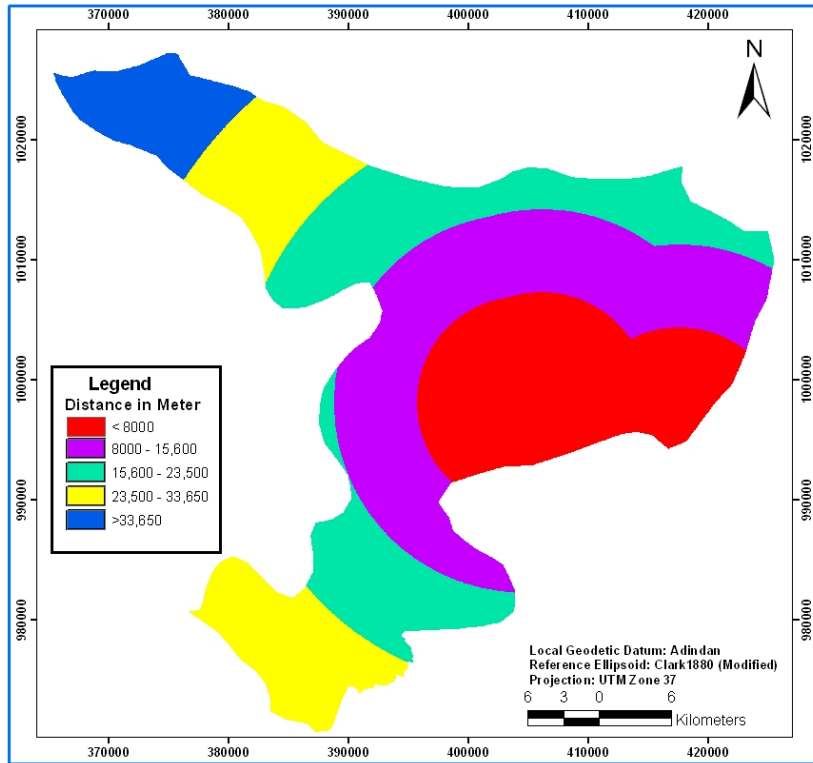 370000 380000 390000 400000 410000 420000
N
1020000 1020000
1010000 1010000
1000000 1000000
990000 990000
980000 980000
Legend
Distance in Meter
< 8000
8000 - 15,600
15,600 - 23,500
23,500 - 33,650
>33,650
Local Geodetic Datum: Adindan
Reference Ellipsoid: Clark1880 (Modified)
Projection: UTM Zone 37
6 3 0 6
Kilometers
370000 380000 390000 400000 410000 420000